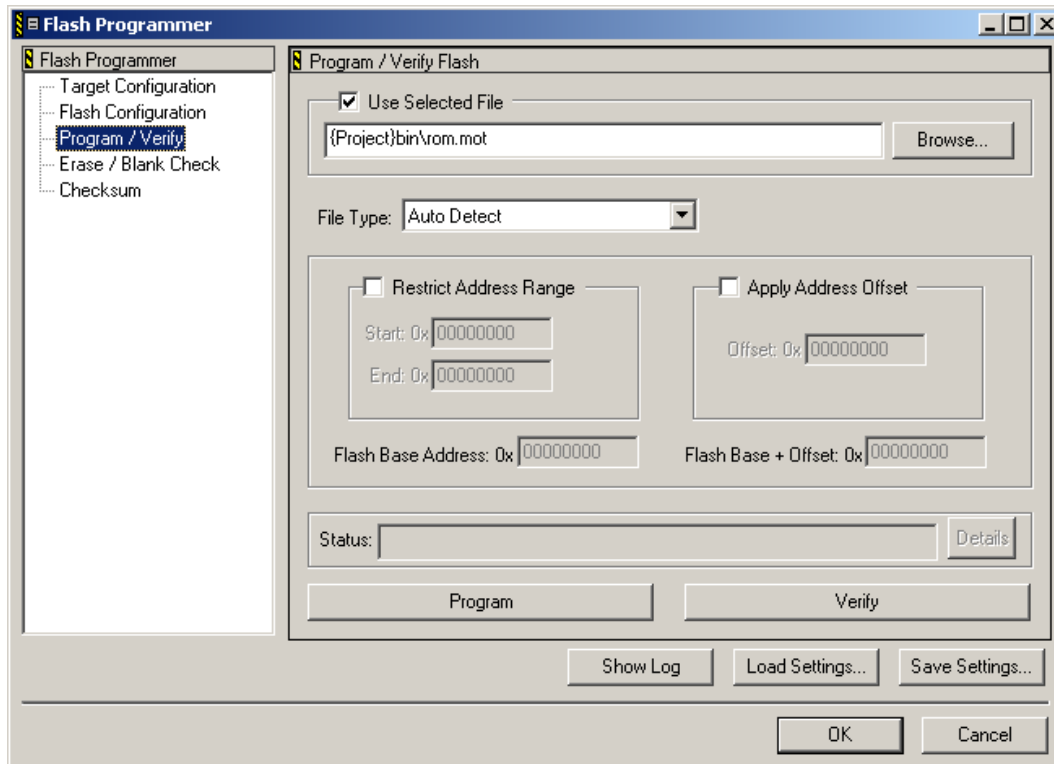 Flash Programmer
Flash Programmer
Target Configuration
Flash Configuration
Program / Verify
Erase / Blank Check
Checksum
Program / Verify Flash
Use Selected File
{Project}bin\rom.mot
Browse...
File Type: Auto Detect
Restrict Address Range
Start: 0x 00000000
End: 0x 00000000
Apply Address Offset
Offset: 0x 00000000
Flash Base Address: 0x 00000000
Flash Base + Offset: 0x 00000000
Status:
Details
Program
Verify
Show Log
Load Settings...
Save Settings...
OK
Cancel